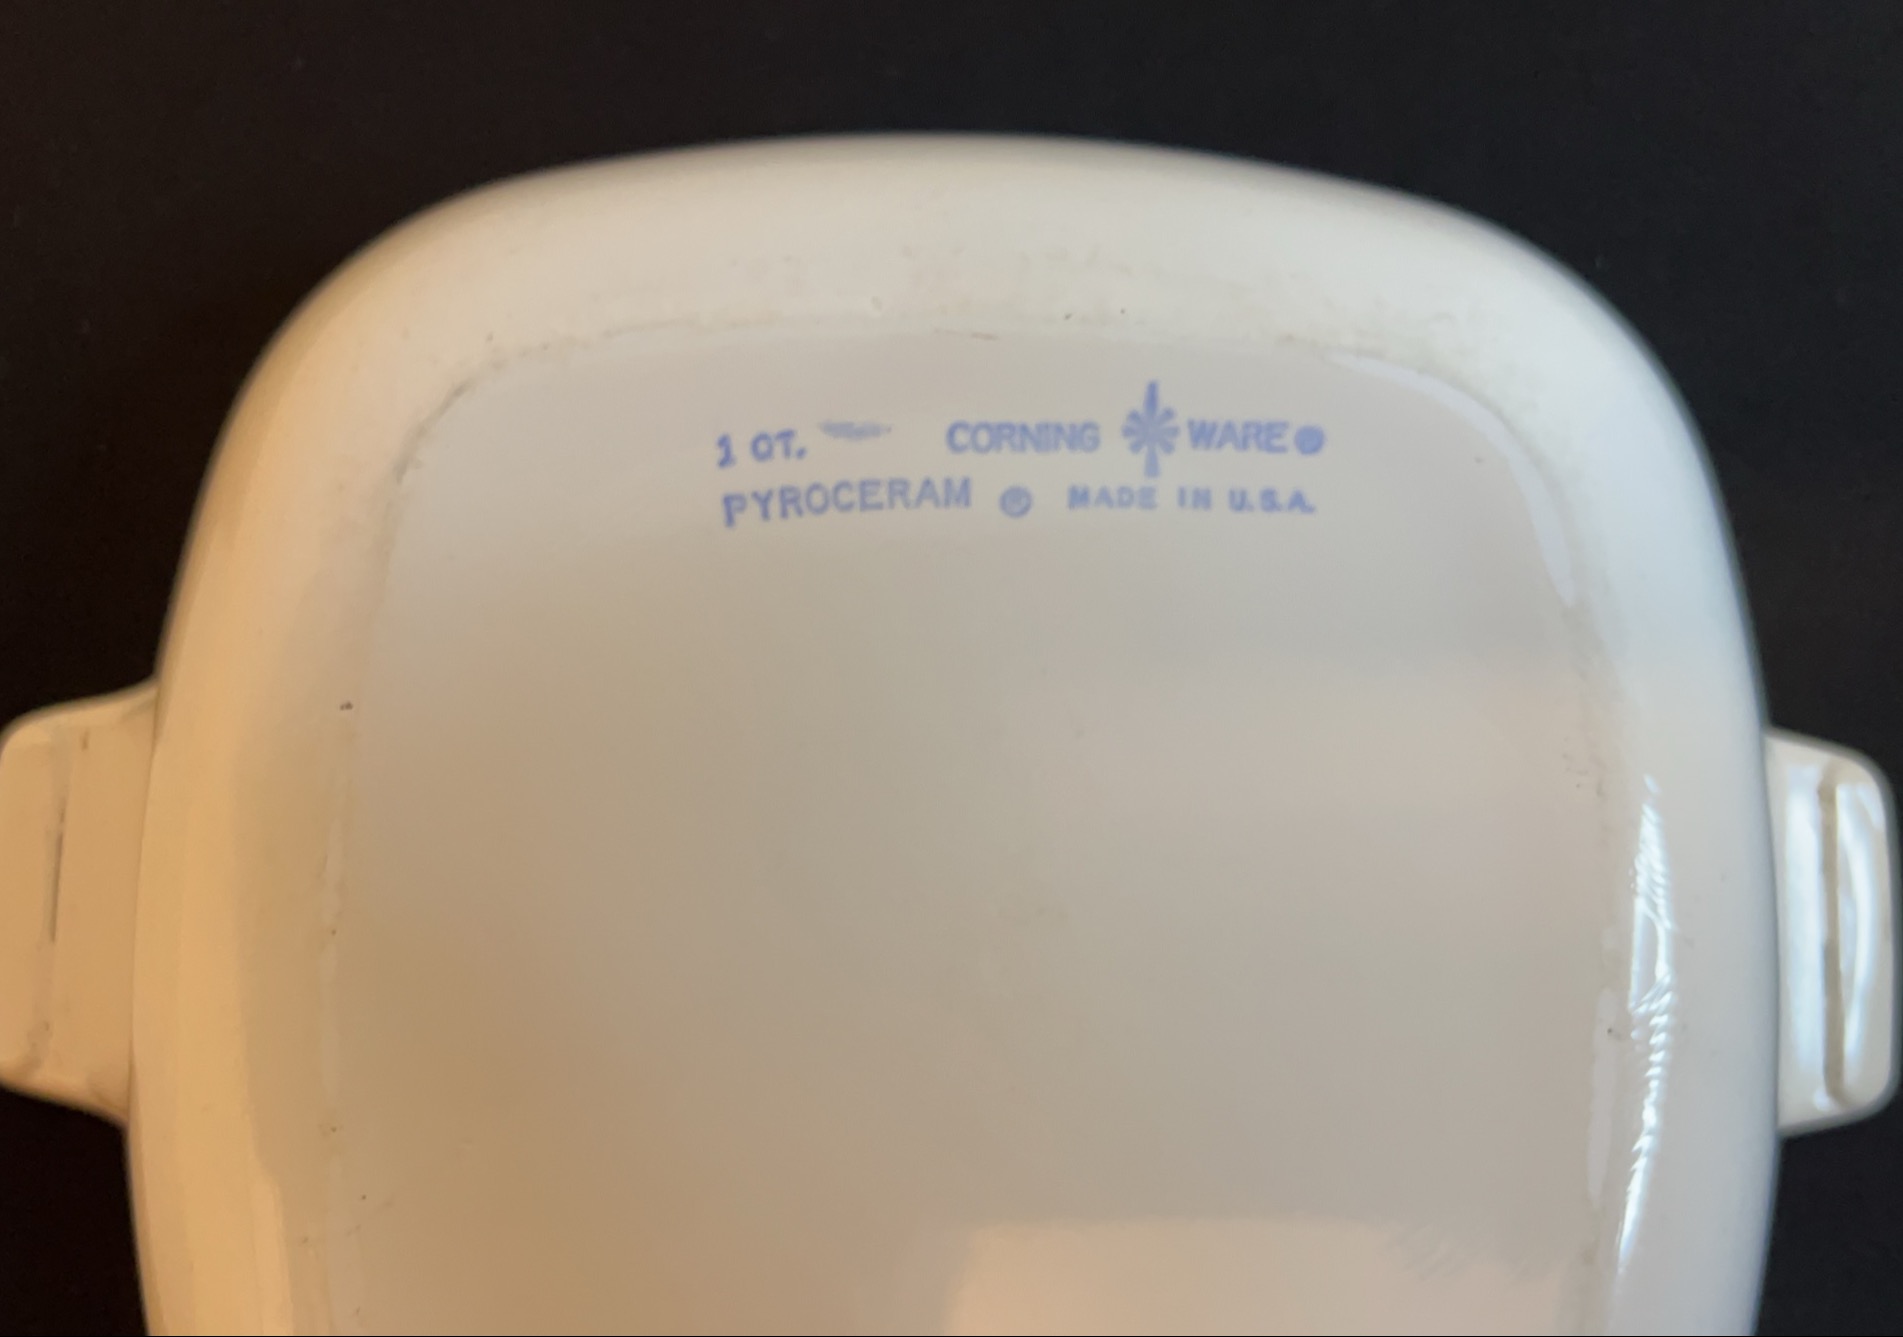 1 QT. CORNING WARE®
PYROCERAM ® MADE IN U.S.A.